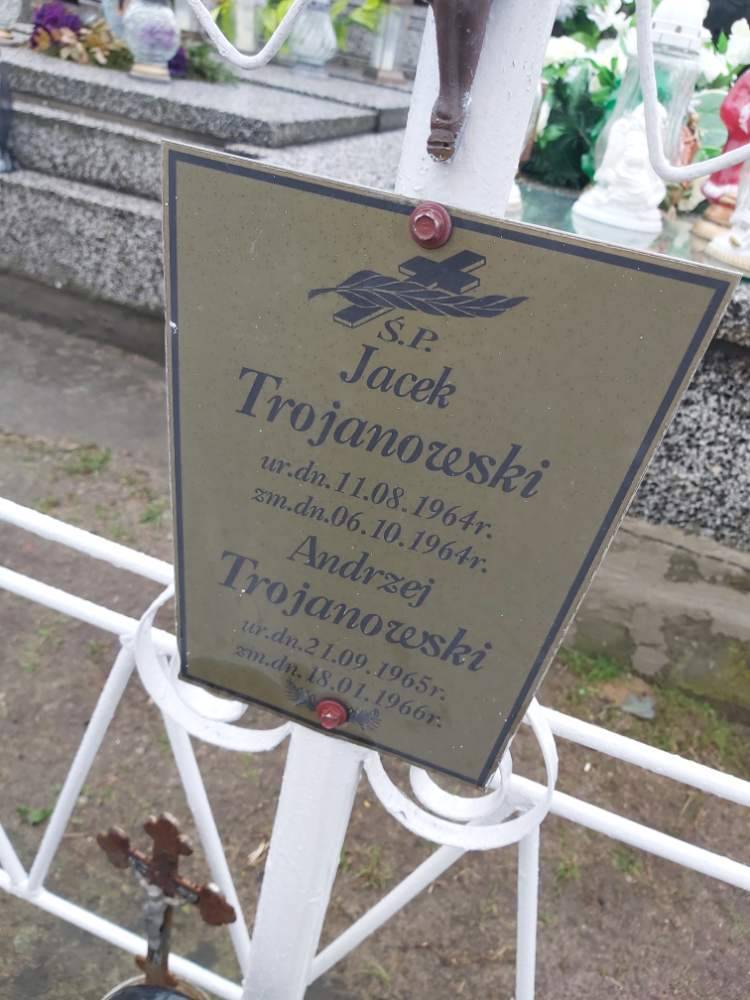 Ś.P.
Jacek
Trojanowski
ur.dn.11.08.1964r.
zm.dn.06.10.1964r.
Andrzej
Trojanowski
ur.dn.21.09.1965r.
zm.dn.18.01.1966r.